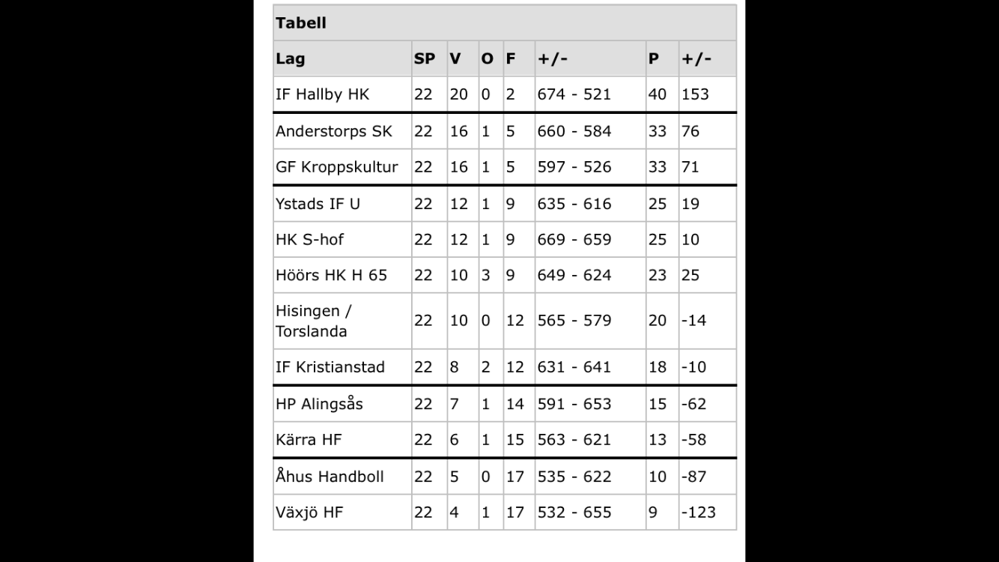 Tabell
Lag SP V O F +/- P +/-
IF Hallby HK 22 20 0 2 674 - 521 40 153
Anderstorps SK 22 16 1 5 660 - 584 33 76
GF Kroppskultur 22 16 1 5 597 - 526 33 71
Ystads IF U 22 12 1 9 635 - 616 25 19
HK S-hof 22 12 1 9 669 - 659 25 10
Höörs HK H 65 22 10 3 9 649 - 624 23 25
Hisingen /
Torslanda 22 10 0 12 565 - 579 20 -14
IF Kristianstad 22 8 2 12 631 - 641 18 -10
HP Alingsås 22 7 1 14 591 - 653 15 -62
Kärra HF 22 6 1 15 563 - 621 13 -58
Åhus Handboll 22 5 0 17 535 - 622 10 -87
Växjö HF 22 4 1 17 532 - 655 9 -123